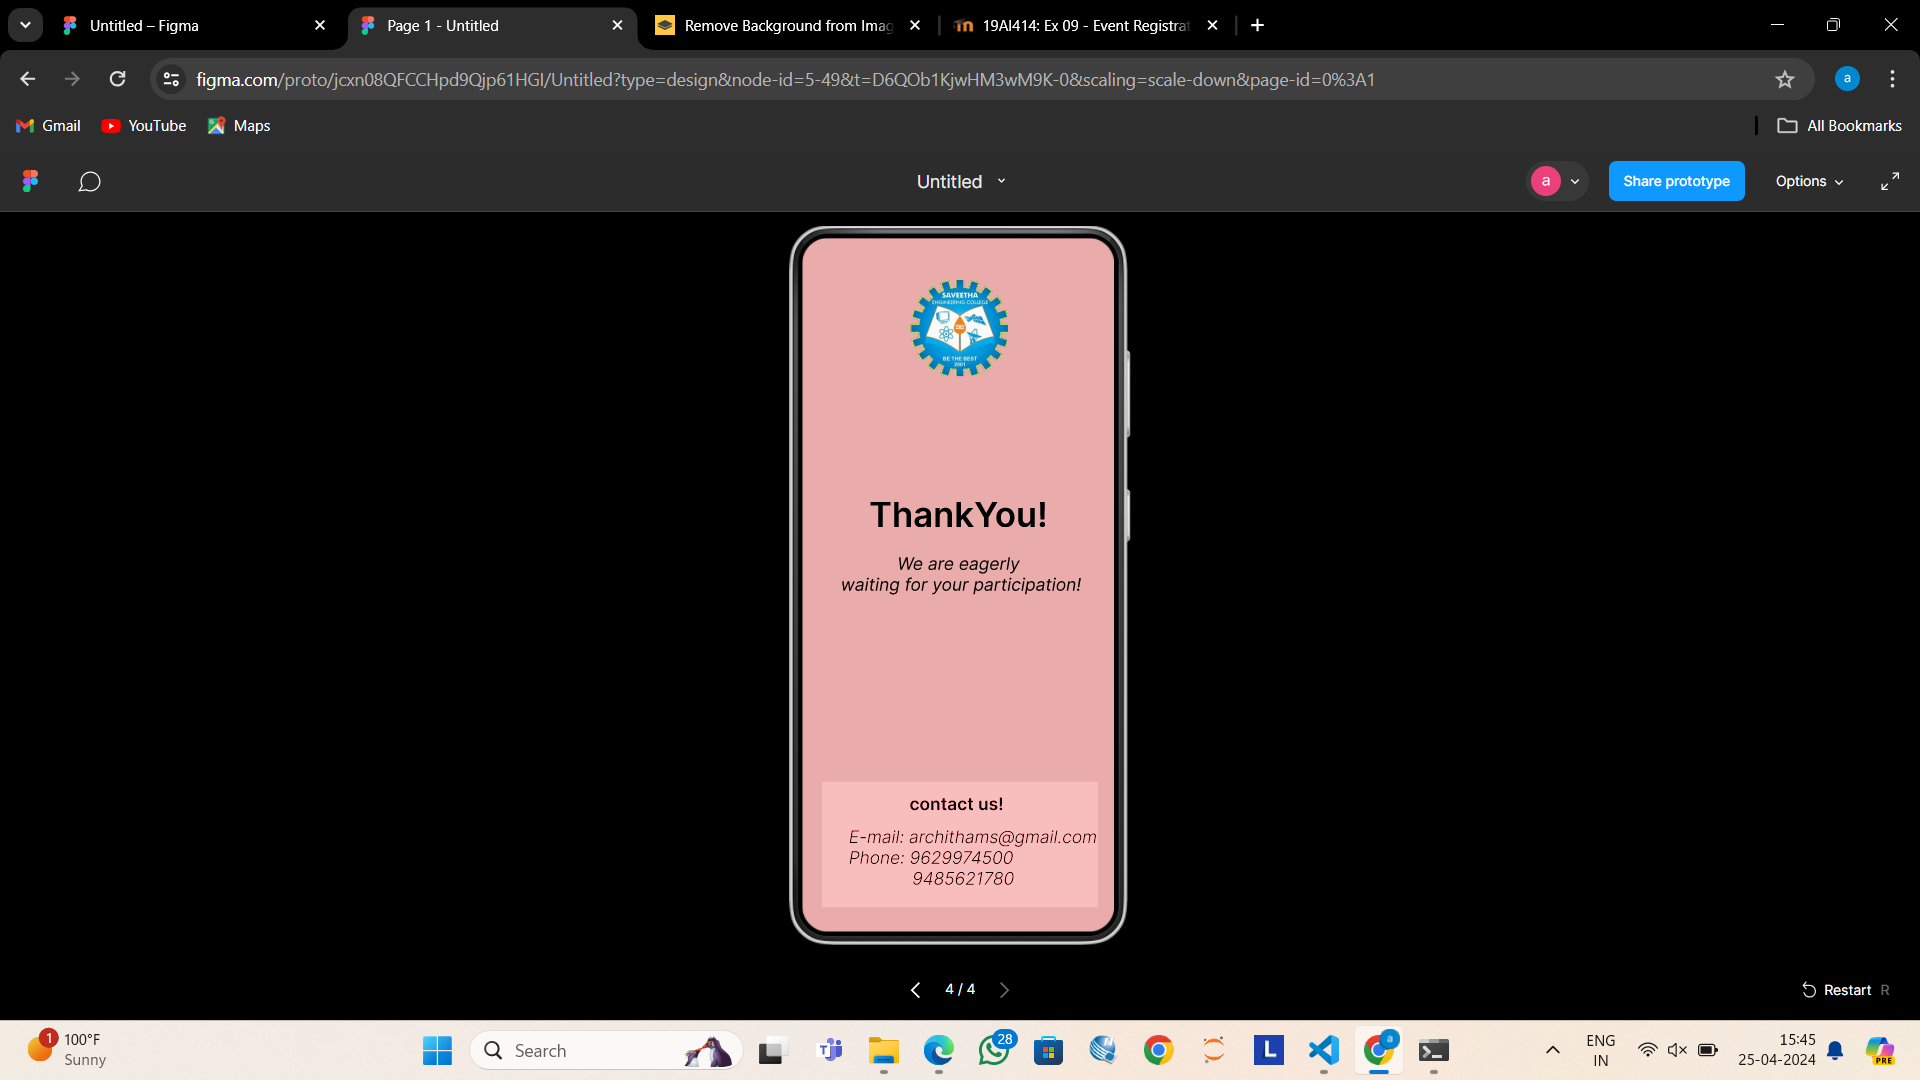 Untitled – Figma
Page 1 - Untitled
Remove Background from Imag
19AI414: Ex 09 - Event Registrat
figma.com/proto/jcxn08QFCCHpd9Qjp61HGI/Untitled?type=design&node-id=5-49&t=D6QOb1KjwHM3wM9K-0&scaling=scale-down&page-id=0%3A1
a
Gmail
YouTube
Maps
All Bookmarks
Untitled
a
Share prototype
Options
SAVEETHA
ENGINEERING COLLEGE
BE THE BEST
2001
ThankYou!
We are eagerly
waiting for your participation!
contact us!
E-mail: archithams@gmail.com
Phone: 9629974500
9485621780
4 / 4
Restart R
1
100°F
Sunny
Search
28
L
a
ENG
IN
15:45
25-04-2024
PRE